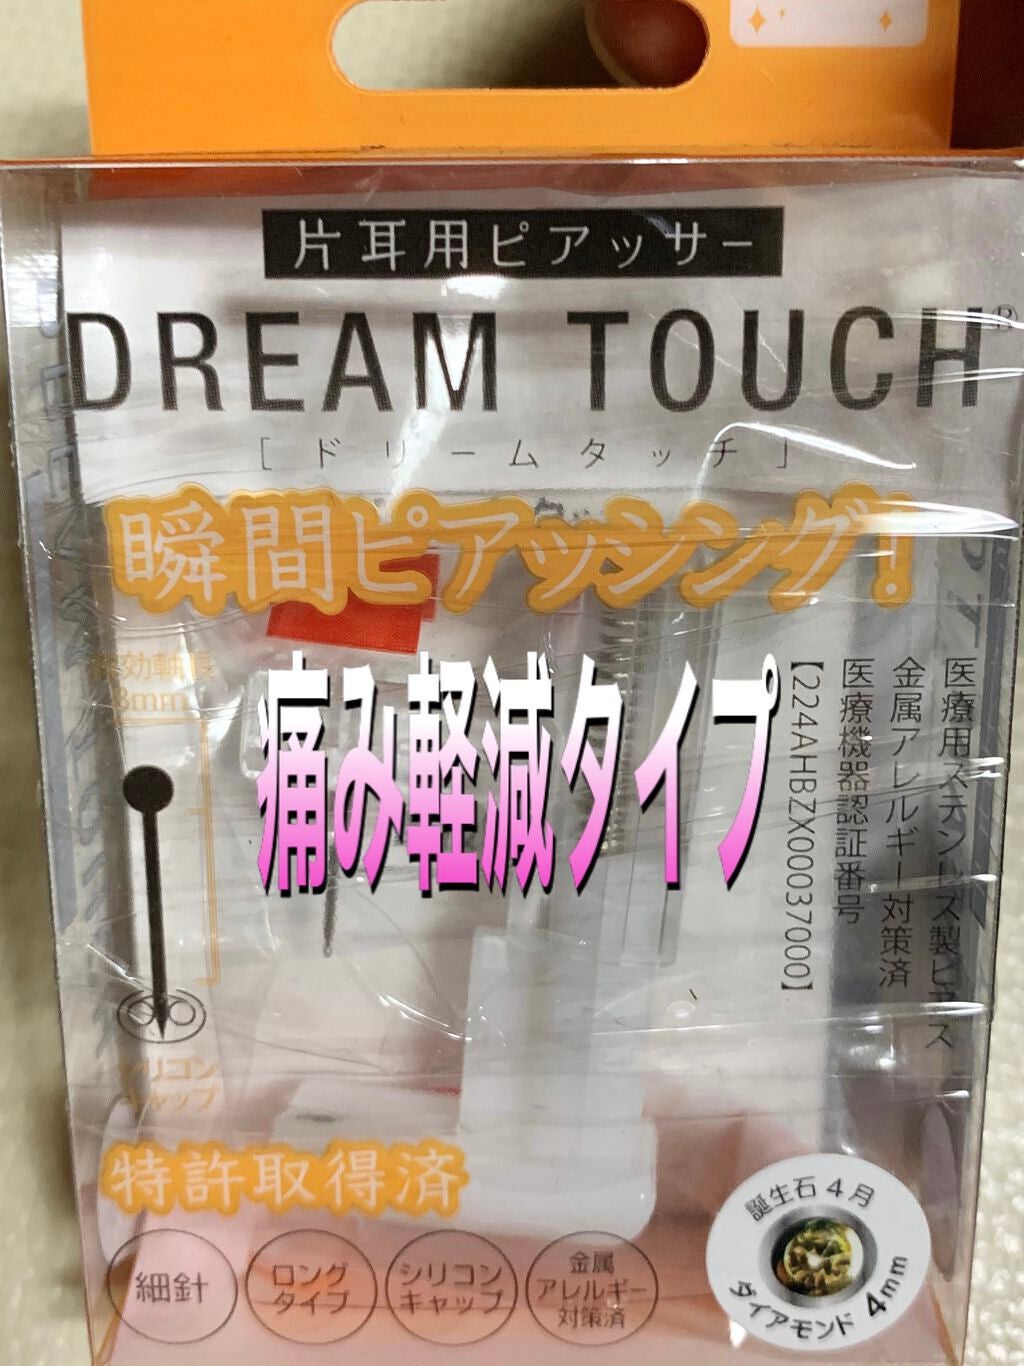 片耳用ピアッサー
DREAM TOUCH®
[ドリームタッチ]
瞬間ピアッシング!
有効軸長
8mm
痛み軽減タイプ
医療用ステンレス製ピアス
金属アレルギー対策済
医療機器認証番号
【224AHBZX00037000】
シリコン
キャップ
特許取得済
細針
ロング
タイプ
シリコン
キャップ
金属
アレルギー
対策済
誕生石4月
ダイアモンド 4mm